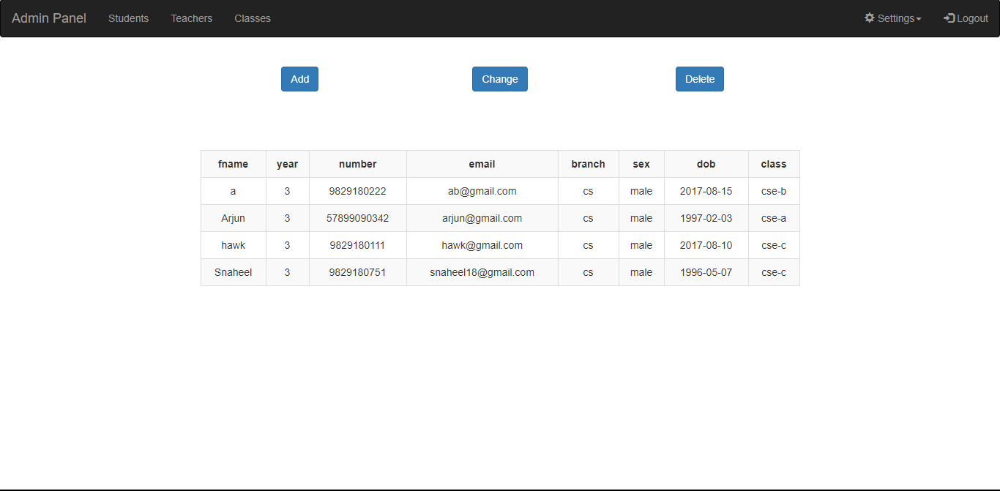 Admin Panel Students Teachers Classes Settings Logout
Add Change Delete
fname year number email branch sex dob class
a 3 9829180222 ab@gmail.com cs male 2017-08-15 cse-b
Arjun 3 57899090342 arjun@gmail.com cs male 1997-02-03 cse-a
hawk 3 9829180111 hawk@gmail.com cs male 2017-08-10 cse-c
Snaheel 3 9829180751 snaheel18@gmail.com cs male 1996-05-07 cse-c